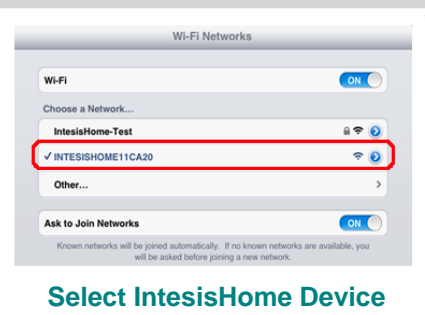 Wi-Fi Networks
Wi-Fi ON
Choose a Network...
IntesisHome-Test
✓ INTESISHOME11CA20
Other...
Ask to Join Networks ON
Known networks will be joined automatically. If no known networks are available, you
will be asked before joining a new network.
Select IntesisHome Device